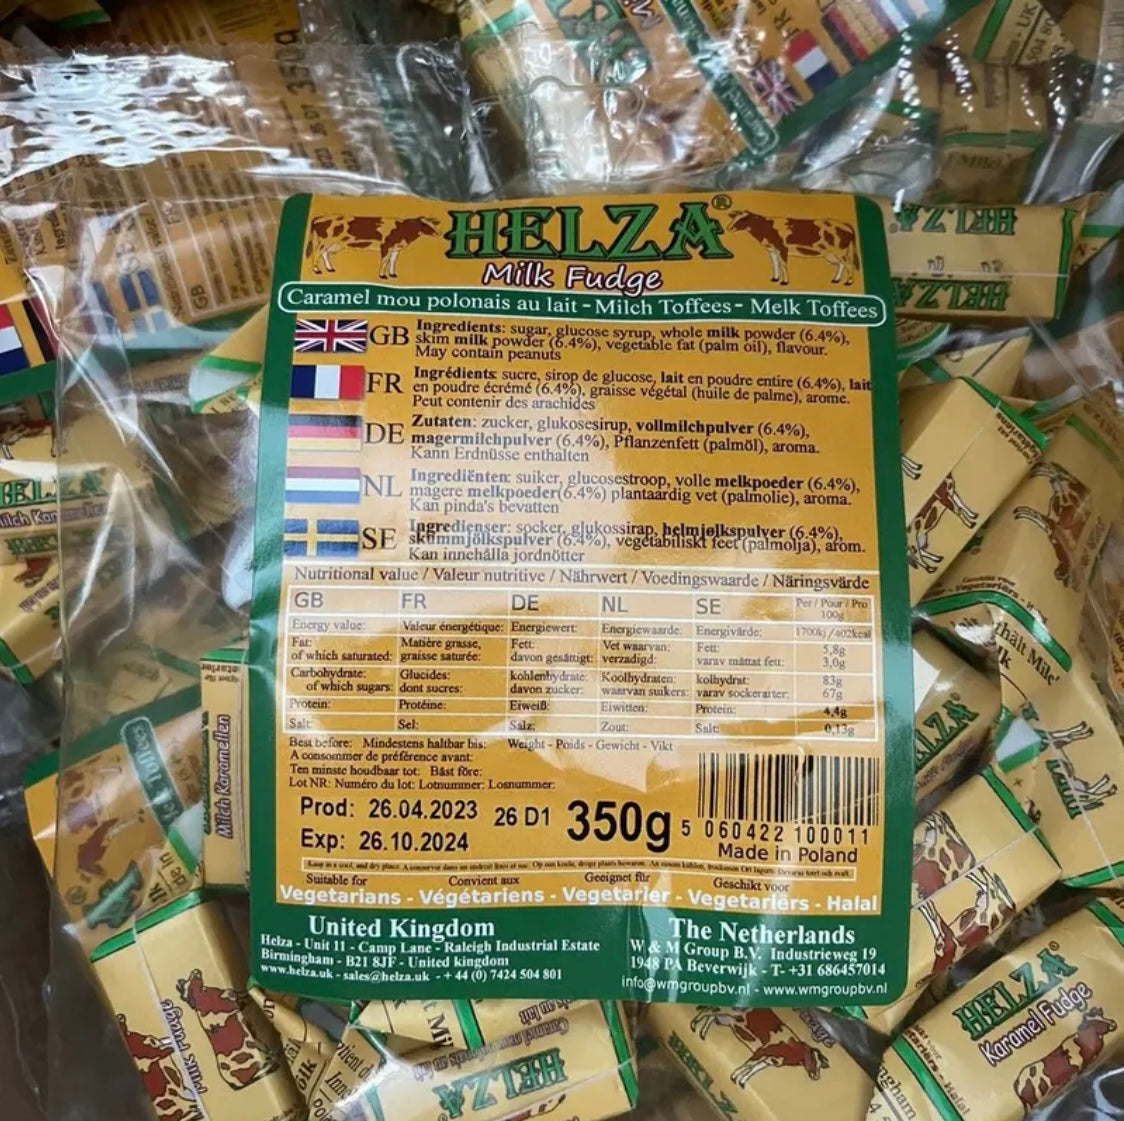 HELZA®
Milk Fudge
Caramel mou polonais au lait - Milch Toffees - Melk Toffees
GB Ingredients: sugar, glucose syrup, whole milk powder (6.4%),
skim milk powder (6.4%), vegetable fat (palm oil), flavour.
May contain peanuts
FR Ingrédients: sucre, sirop de glucose, lait en poudre entire (6.4%), lait
en poudre écrémé (6.4%), graisse végétal (huile de palme), arome.
Peut contenir des arachides
DE Zutaten: zucker, glukosesirup, vollmilchpulver (6.4%),
magermilchpulver (6.4%), Pflanzenfett (palmöl), aroma.
Kann Erdnüsse enthalten
NL Ingrediënten: suiker, glucosestroop, volle melkpoeder (6.4%),
magere melkpoeder(6.4%) plantaardig vet (palmolie), aroma.
Kan pinda's bevatten
SE Ingredienser: socker, glukossirap, helmjølkspulver (6.4%),
skummjölkspulver (6.4%), vegetabiliskt feet (palmolja), arom.
Kan innehålla jordnötter
Nutritional value / Valeur nutritive / Nährwert / Voedingswaarde / Näringsvärde
GB FR DE NL SE Per / Pour / Pro
100g
Energy value: Valeur énergétique: Energiewert: Energiewaarde: Energivärde: 1700kj /402kcal
Fat: Matière grasse, Fett: Vet waarvan: Fett: 5,8g
of which saturated: graisse saturée: davon gesättigt: verzadigd: varav mättat fett: 3,0g
Carbohydrate: Glucides: kohlenhydrate: Koolhydraten: kolhydrat: 83g
of which sugars: dont sucres: davon zucker: waarvan suikers: varav sockerarter: 67g
Protein: Protéine: Eiweiß: Eiwitten: Protein: 4,4g
Salt: Sel: Salz: Zout: Salt: 0,13g
Best before: Mindestens haltbar bis: Weight - Poids - Gewicht - Vikt
A consommer de préférence avant:
Ten minste houdbaar tot: Bäst före:
Lot NR: Numéro du lot: Lotnummer: Losnummer:
Prod: 26.04.2023 26 D1 350g
Exp: 26.10.2024
5 060422 100011
Made in Poland
Suitable for Convient aux Geeignet für Geschikt voor
Vegetarians - Végétariens - Vegetarier - Vegetariërs - Halal
United Kingdom
Helza - Unit 11 - Camp Lane - Raleigh Industrial Estate
Birmingham - B21 8JF - United kingdom
www.helza.uk - sales@helza.uk - + 44 (0) 7424 504 801
The Netherlands
W & M Group B.V. Industrieweg 19
1948 PA Beverwijk - T- +31 686457014
info@wmgroupbv.nl - www.wmgroupbv.nl
Milch Karamellen
HELZA
HELZA
HELZA
Milk Fudge
HELZA
HELZA®
Karamel Fudge